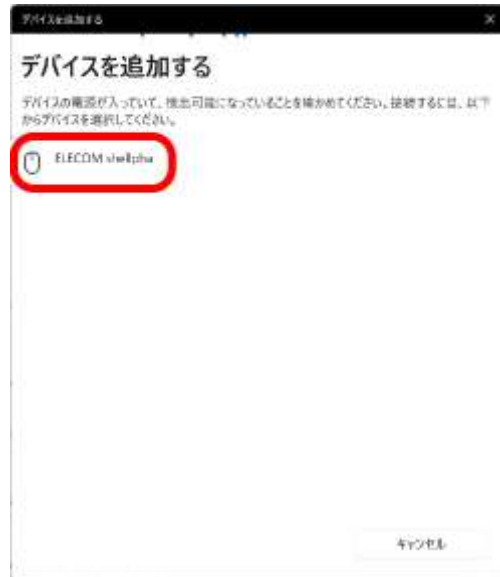 デバイスを追加する
デバイスを追加する
デバイスの電源が入っていて、検出可能になっていることを確かめてください。接続するには、以下
からデバイスを選択してください。
ELECOM shellpha
キャンセル